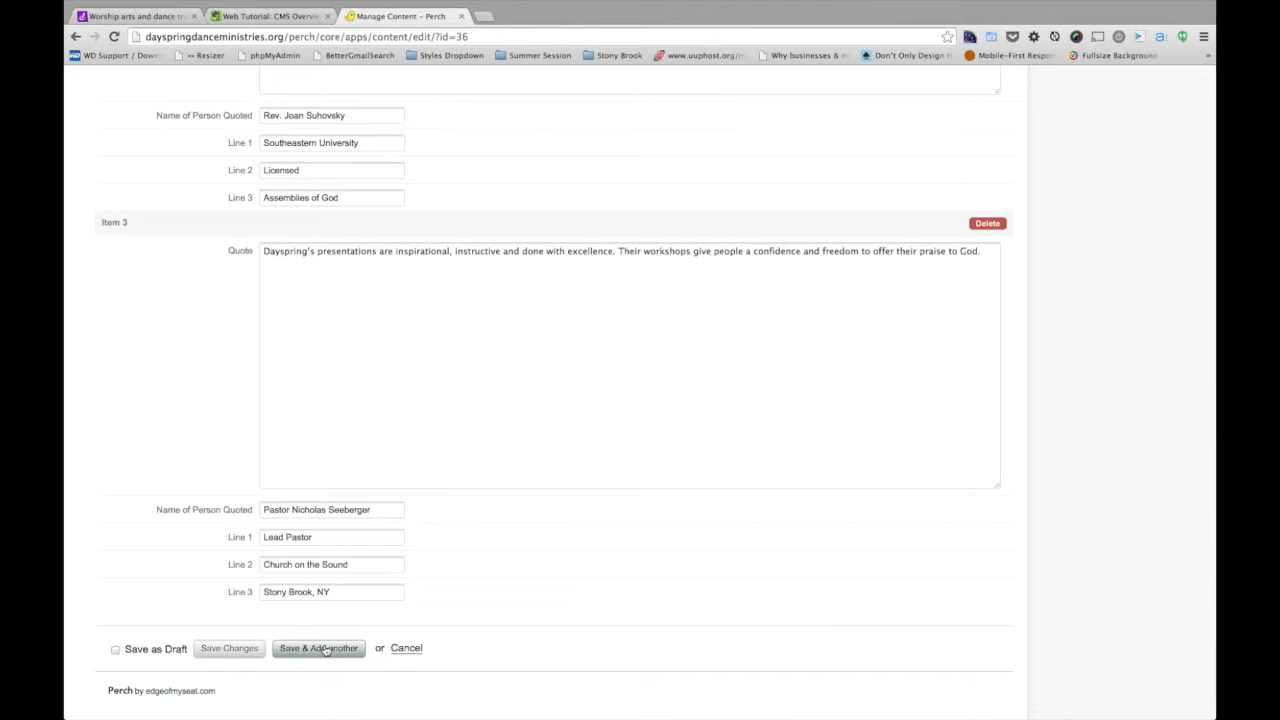 Worship arts and dance tra
Web Tutorial: CMS Overvie
Manage Content – Perch
dayspringdanceministries.org/perch/core/apps/content/edit/?id=36
WD Support / Down
Resizer
phpMyAdmin
BetterGmailSearch
Styles Dropdown
Summer Session
Stony Brook
www.uuphost.org/
Why businesses &
Don't Only Design
Mobile-First Respon
Fullsize Background
»
Name of Person Quoted
Rev. Joan Suhovsky
Line 1
Southeastern University
Line 2
Licensed
Line 3
Assemblies of God
Item 3
Delete
Quote
Dayspring's presentations are inspirational, instructive and done with excellence. Their workshops give people a confidence and freedom to offer their praise to God.
Name of Person Quoted
Pastor Nicholas Seeberger
Line 1
Lead Pastor
Line 2
Church on the Sound
Line 3
Stony Brook, NY
Save as Draft
Save Changes
Save & Add another
or
Cancel
Perch by edgeofmyseat.com